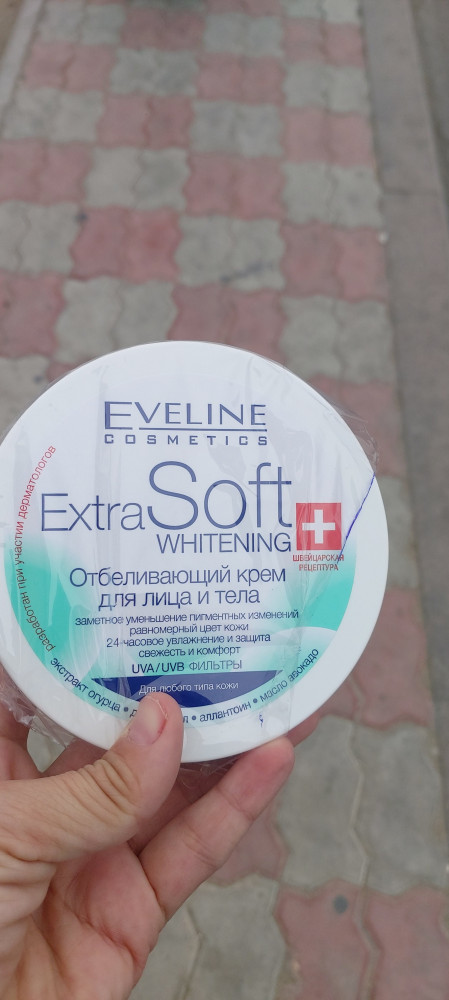 EVELINE
COSMETICS
Extra Soft
WHITENING
ШВЕЙЦАРСКАЯ
РЕЦЕПТУРА
Отбеливающий крем
для лица и тела
заметное уменьшение пигментных изменений
равномерный цвет кожи
24-часовое увлажнение и защита
свежесть и комфорт
UVA/UVB ФИЛЬТРЫ
Для любого типа кожи
разработан при участии дерматологов
экстракт огурца • аллантоин • масло авокадо